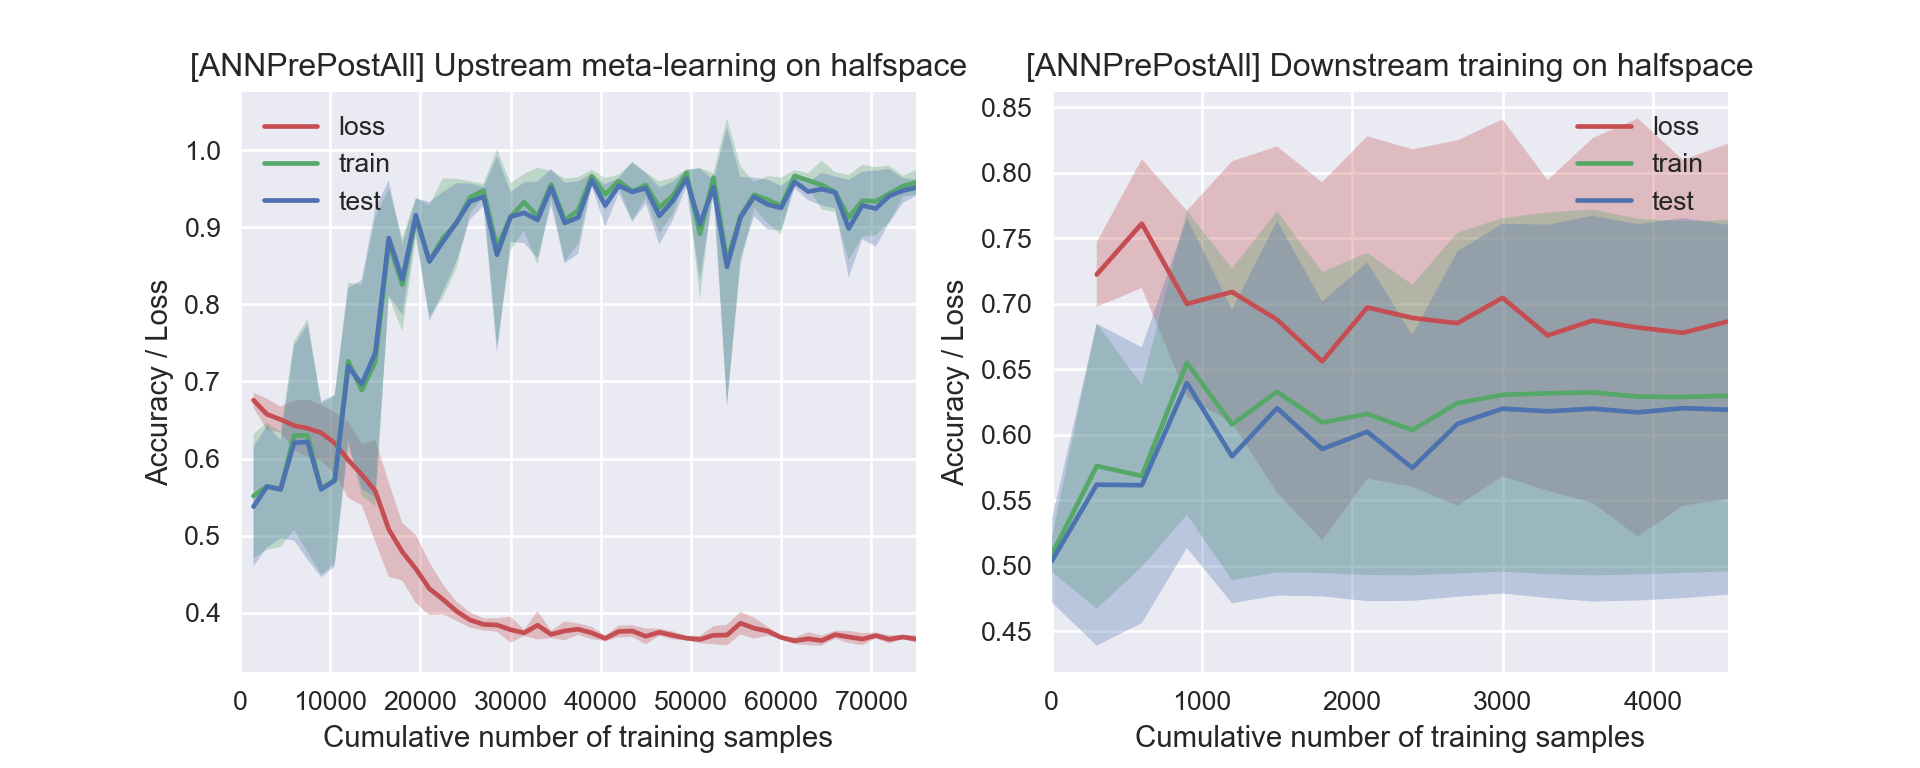 [ANNPrePostAll] Upstream meta-learning on halfspace
loss
train
test
1.0
0.9
0.8
0.7
0.6
0.5
0.4
Accuracy / Loss
0 10000 20000 30000 40000 50000 60000 70000
Cumulative number of training samples
[ANNPrePostAll] Downstream training on halfspace
loss
train
test
0.85
0.80
0.75
0.70
0.65
0.60
0.55
0.50
0.45
Accuracy / Loss
0 1000 2000 3000 4000
Cumulative number of training samples